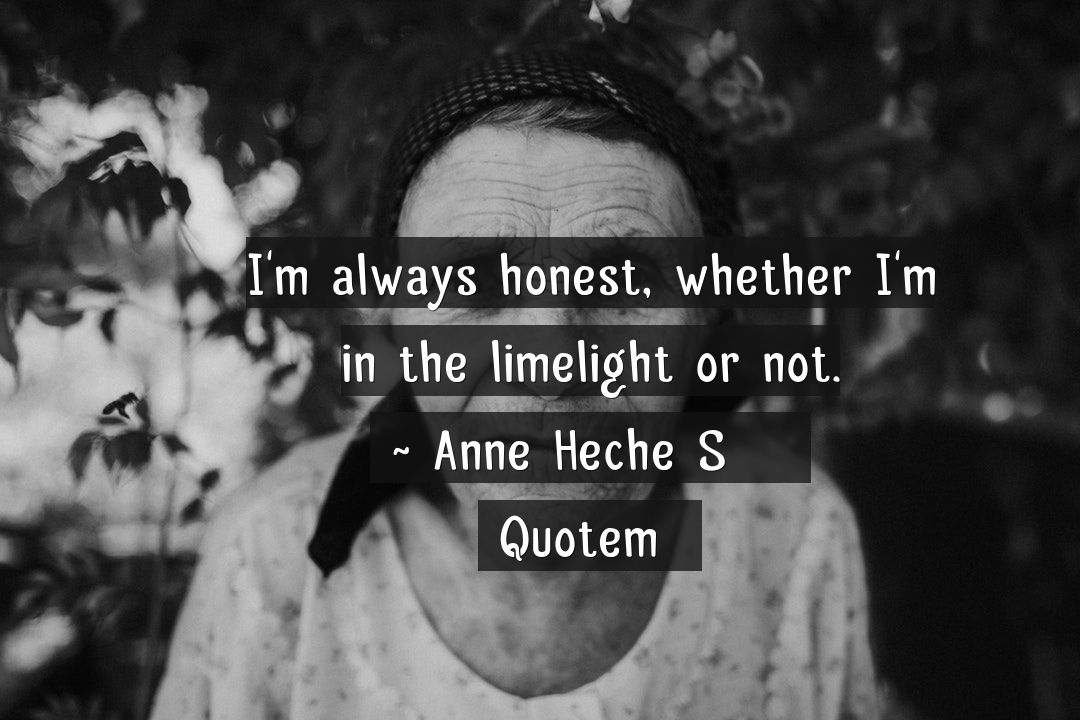 I'm always honest, whether I'm
in the limelight or not.
~ Anne Heche S
Quotem